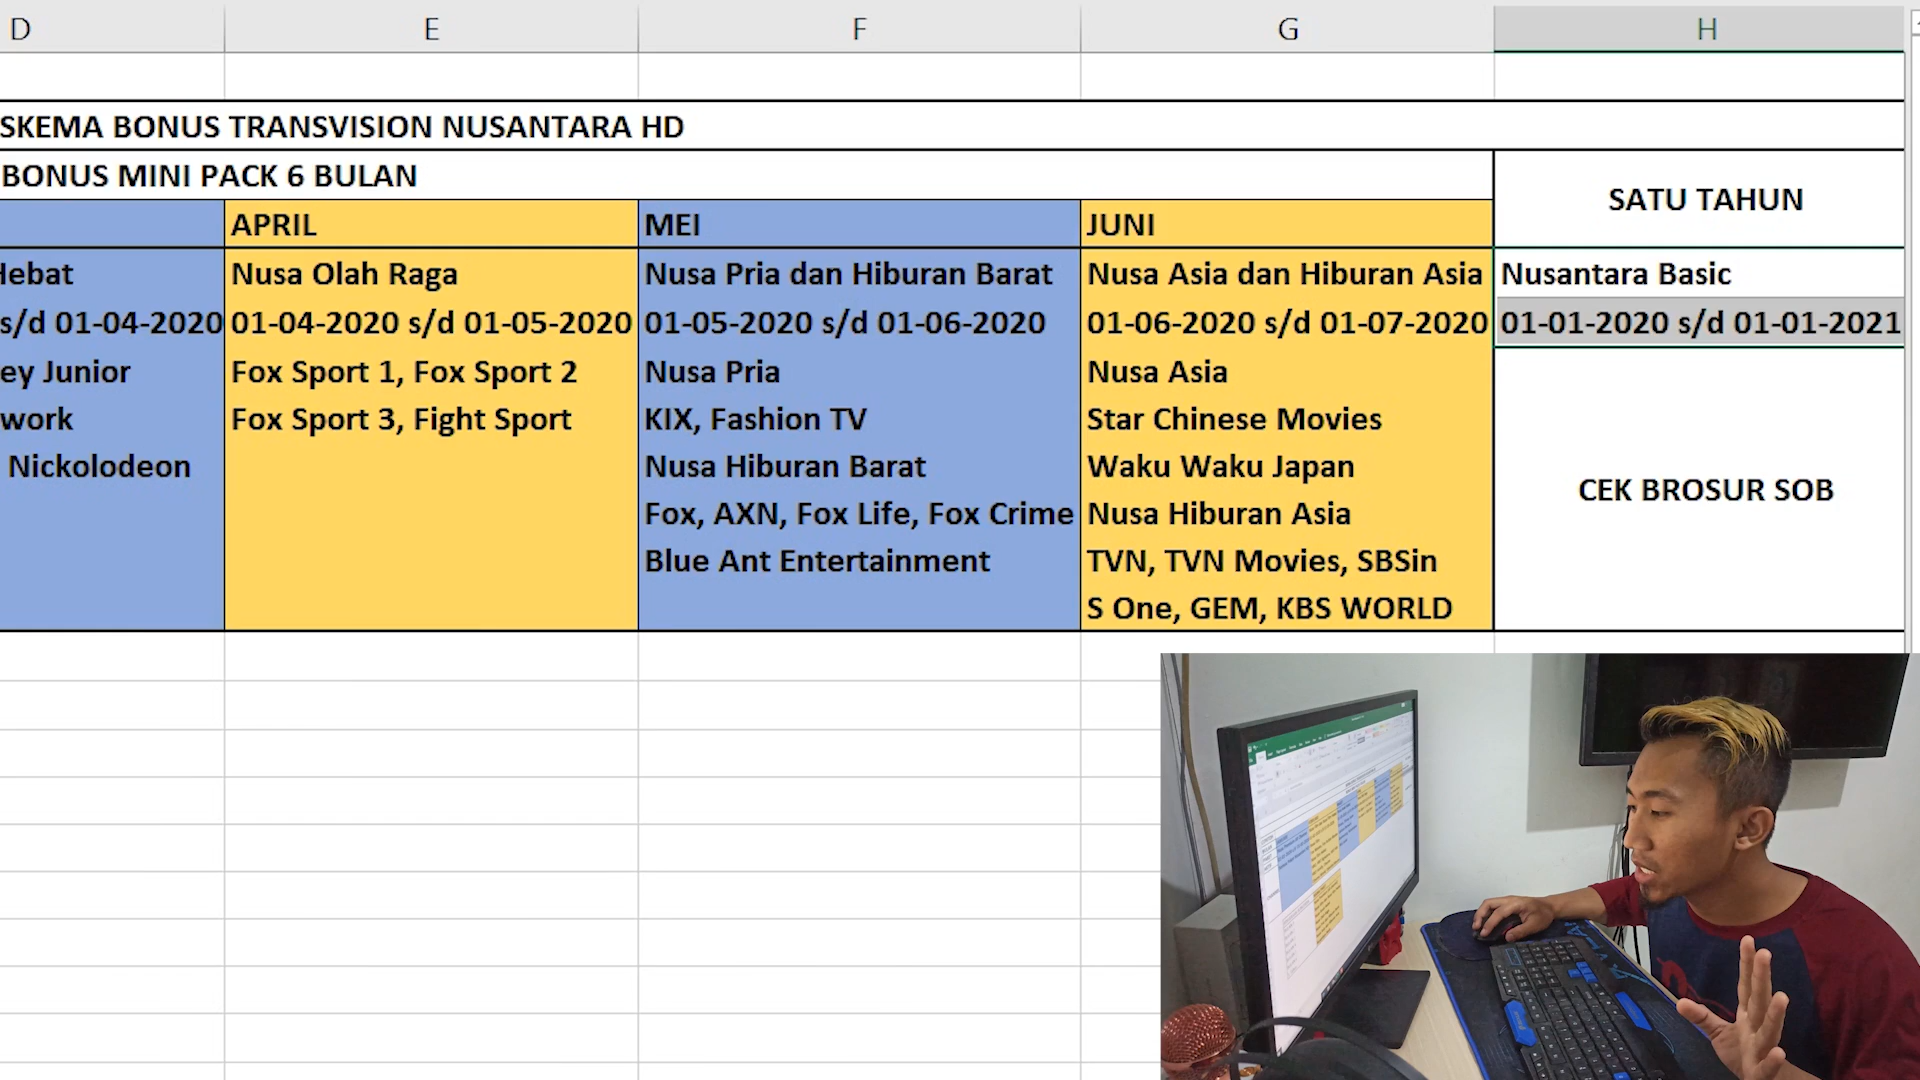 D E F G H
SKEMA BONUS TRANSVISION NUSANTARA HD
BONUS MINI PACK 6 BULAN
SATU TAHUN
APRIL MEI JUNI
Hebat Nusa Olah Raga Nusa Pria dan Hiburan Barat Nusa Asia dan Hiburan Asia Nusantara Basic
s/d 01-04-2020 01-04-2020 s/d 01-05-2020 01-05-2020 s/d 01-06-2020 01-06-2020 s/d 01-07-2020 01-01-2020 s/d 01-01-2021
ey Junior Fox Sport 1, Fox Sport 2 Nusa Pria Nusa Asia
work Fox Sport 3, Fight Sport KIX, Fashion TV Star Chinese Movies
Nickolodeon Nusa Hiburan Barat Waku Waku Japan
CEK BROSUR SOB
Fox, AXN, Fox Life, Fox Crime Nusa Hiburan Asia
Blue Ant Entertainment TVN, TVN Movies, SBSin
S One, GEM, KBS WORLD